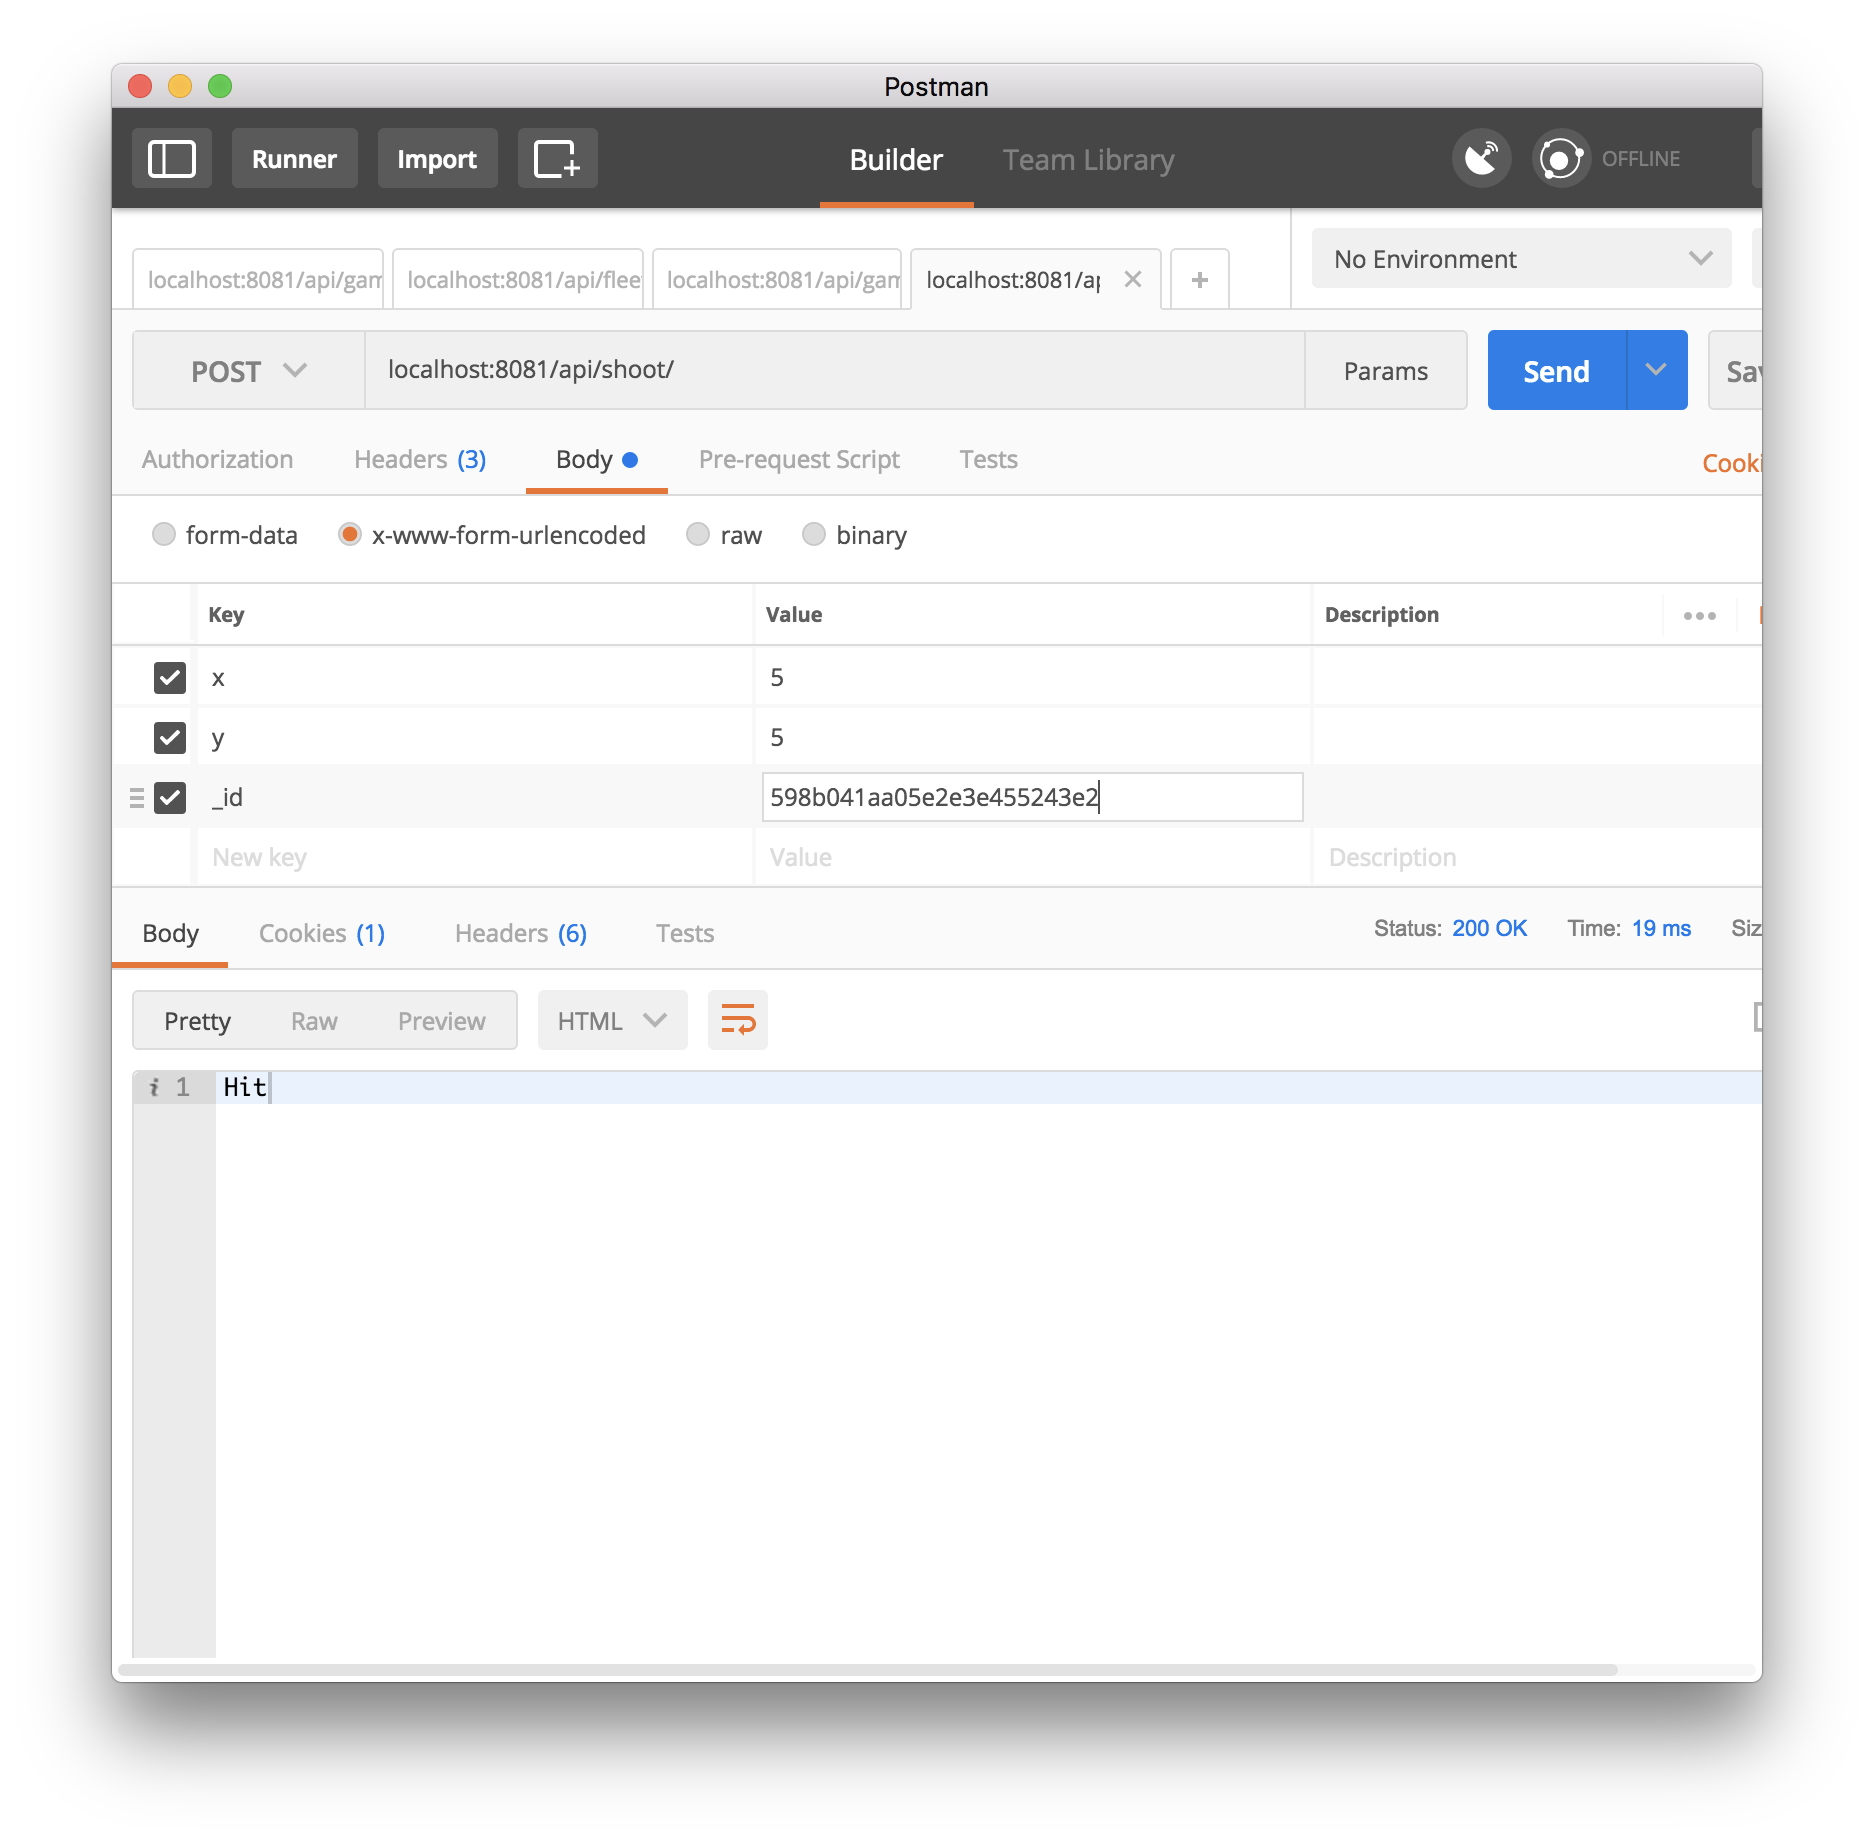 Postman
Runner Import Builder Team Library OFFLINE
localhost:8081/api/gam localhost:8081/api/flee localhost:8081/api/gam localhost:8081/ap + No Environment
POST localhost:8081/api/shoot/ Params Send Sav
Authorization Headers (3) Body Pre-request Script Tests Cooki
form-data x-www-form-urlencoded raw binary
Key Value Description
x 5
y 5
_id 598b041aa05e2e3e455243e2
New key Value Description
Body Cookies (1) Headers (6) Tests Status: 200 OK Time: 19 ms Siz
Pretty Raw Preview HTML
i 1 Hit